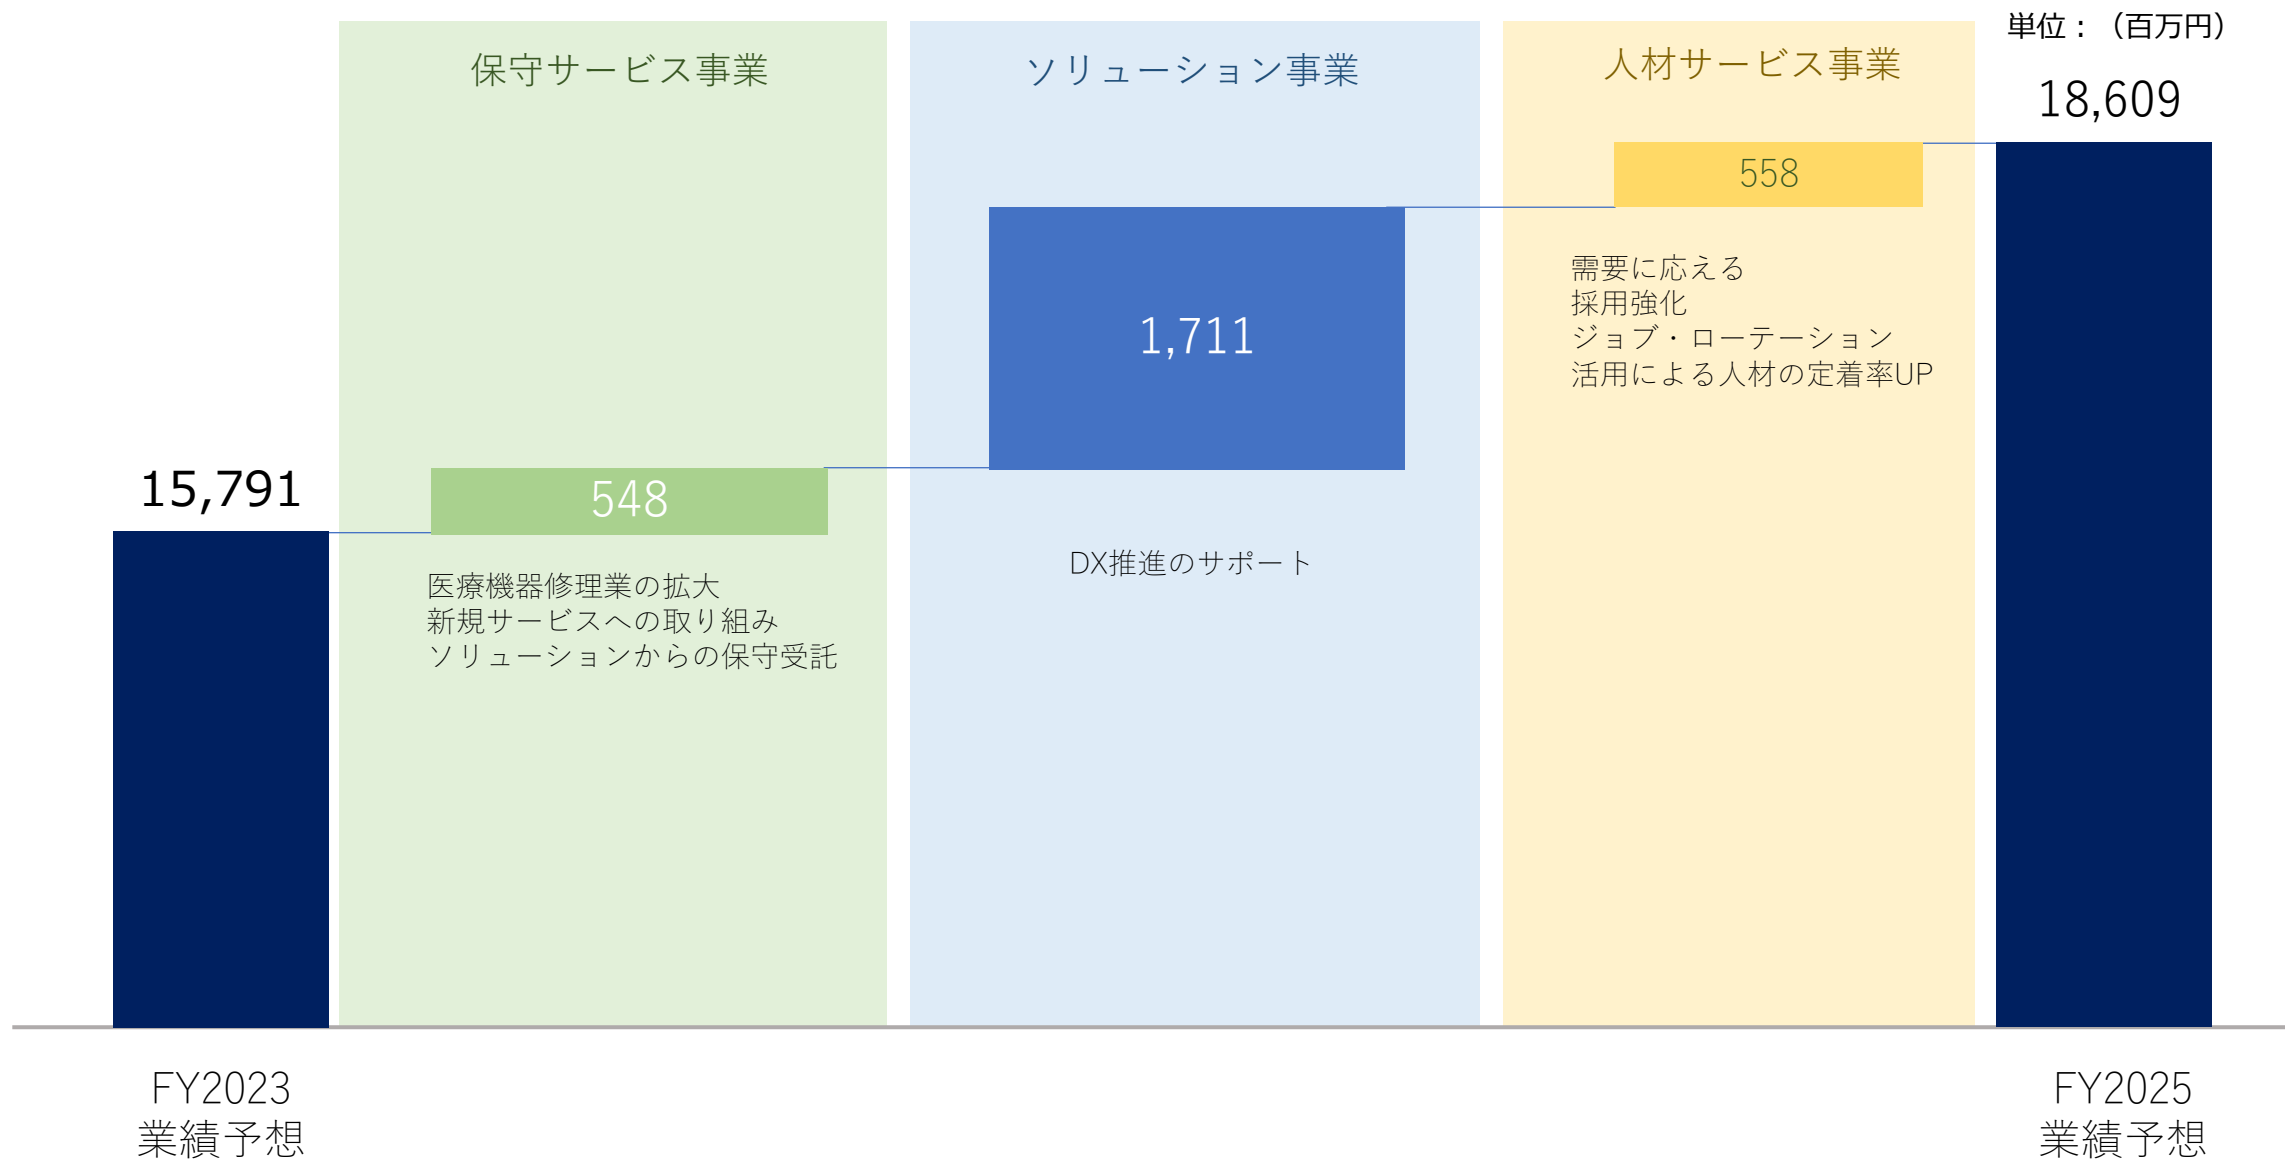 単位：（百万円）
保守サービス事業
ソリューション事業
人材サービス事業
18,609
558
1,711
15,791
548
需要に応える
採用強化
ジョブ・ローテーション
活用による人材の定着率UP
DX推進のサポート
医療機器修理業の拡大
新規サービスへの取り組み
ソリューションからの保守受託
FY2023
業績予想
FY2025
業績予想